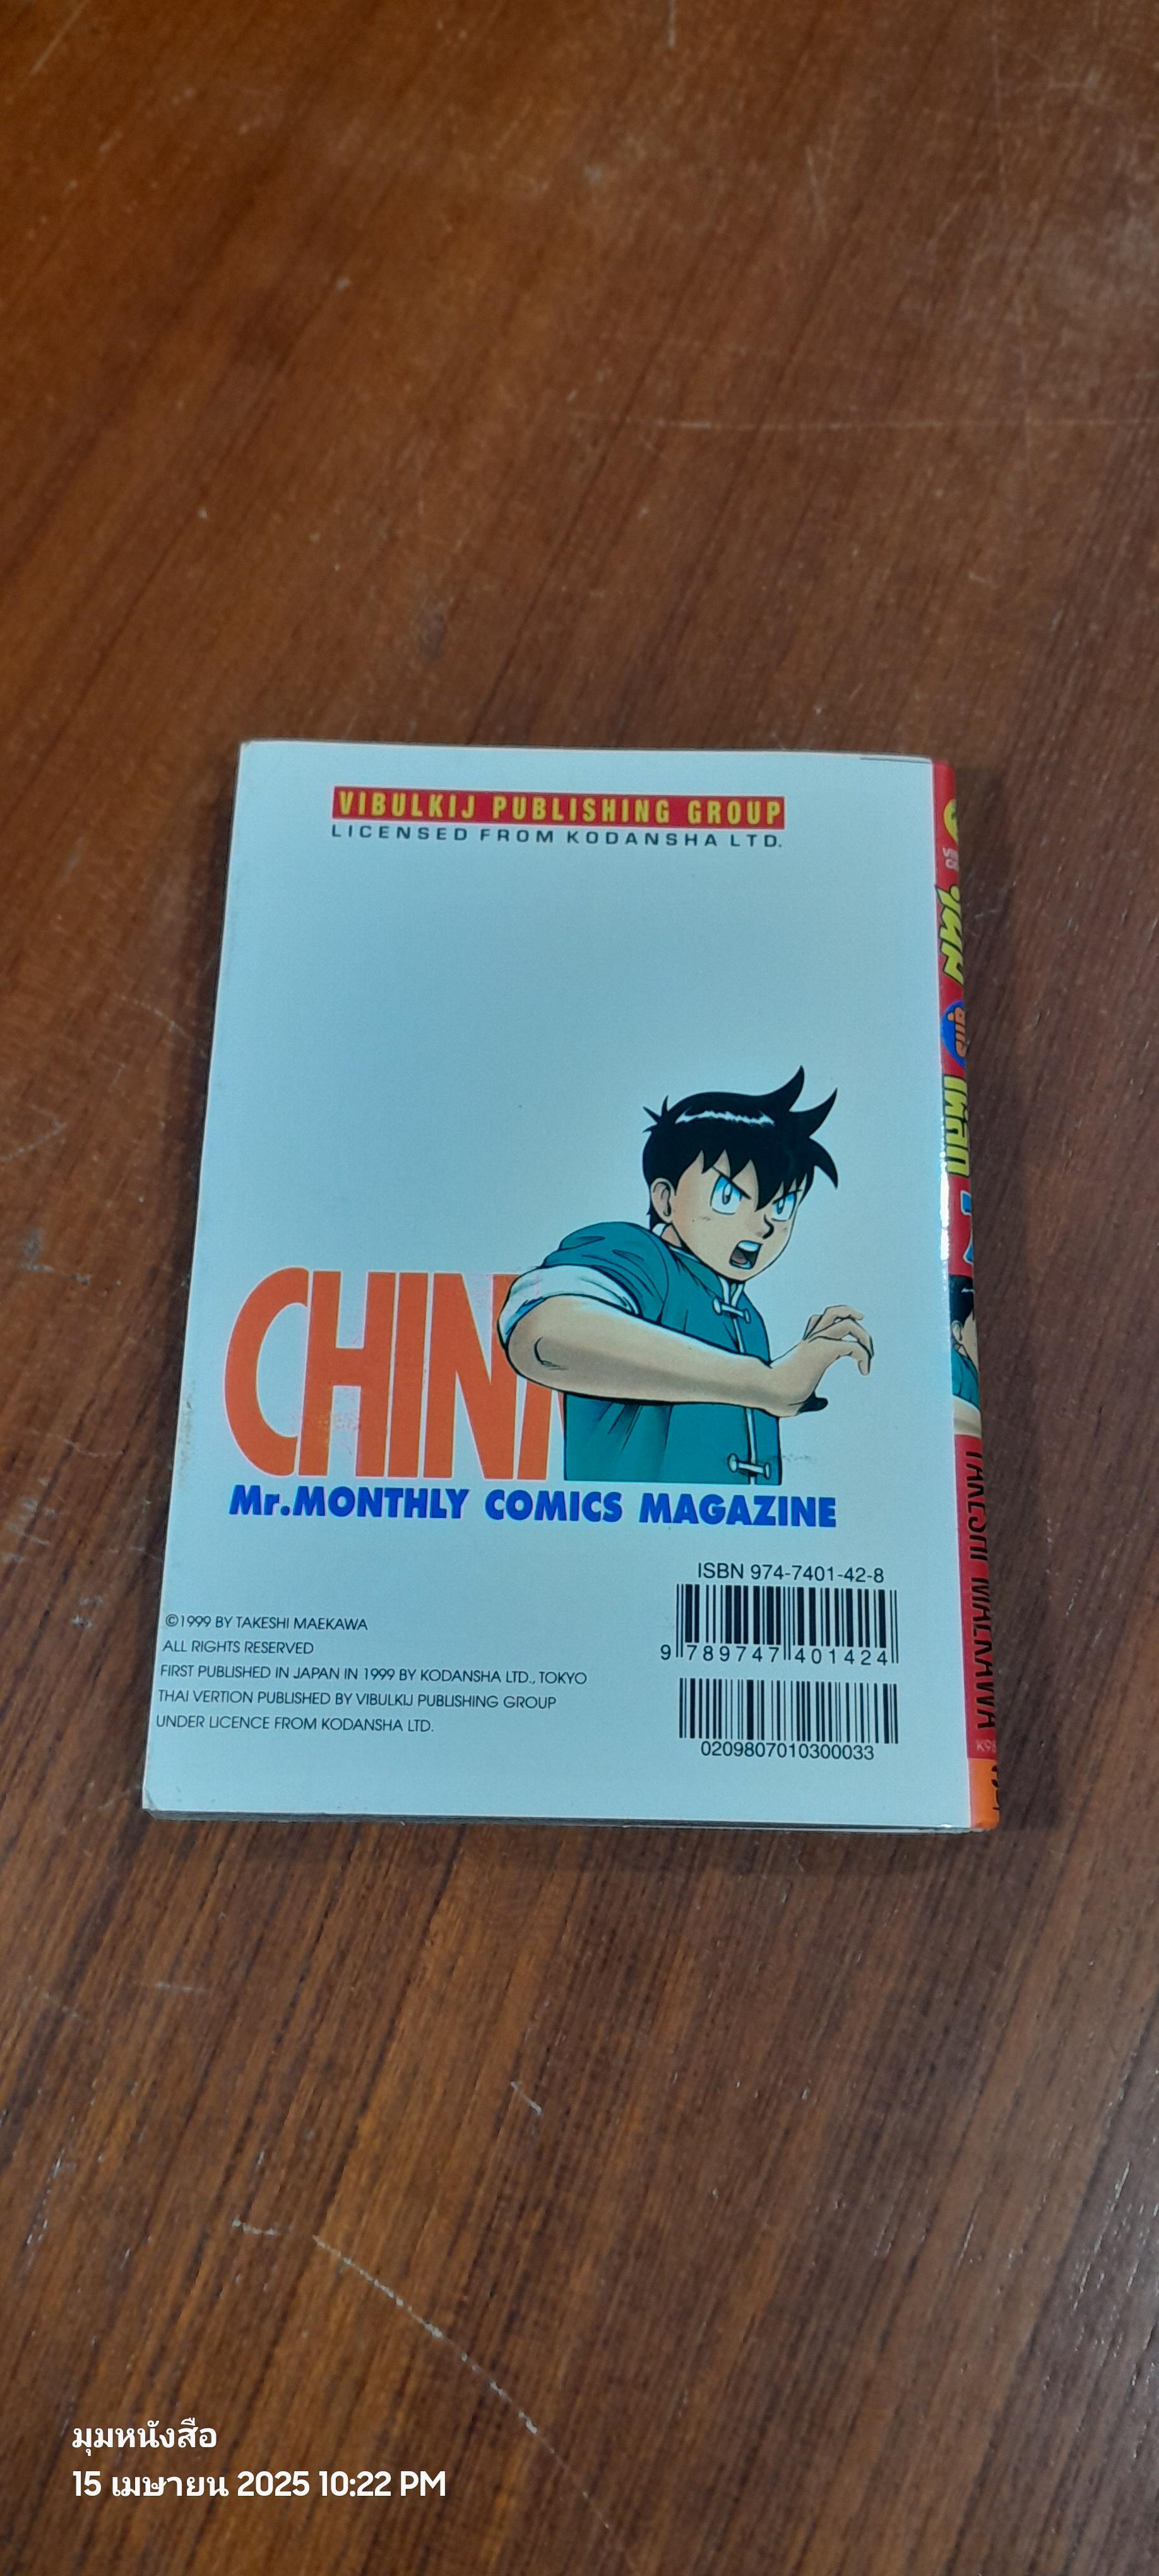 VIBULKIJ PUBLISHING GROUP
LICENSED FROM KODANSHA LTD.
CHIN
Mr.MONTHLY COMICS MAGAZINE
ISBN 974-7401-42-8
9 789747 401424
0209807010300033
©1999 BY TAKESHI MAEKAWA
ALL RIGHTS RESERVED
FIRST PUBLISHED IN JAPAN IN 1999 BY KODANSHA LTD., TOKYO
THAI VERTION PUBLISHED BY VIBULKIJ PUBLISHING GROUP
UNDER LICENCE FROM KODANSHA LTD.
TAKESHI MAEKAWA
มุมหนังสือ
15 เมษายน 2025 10:22 PM